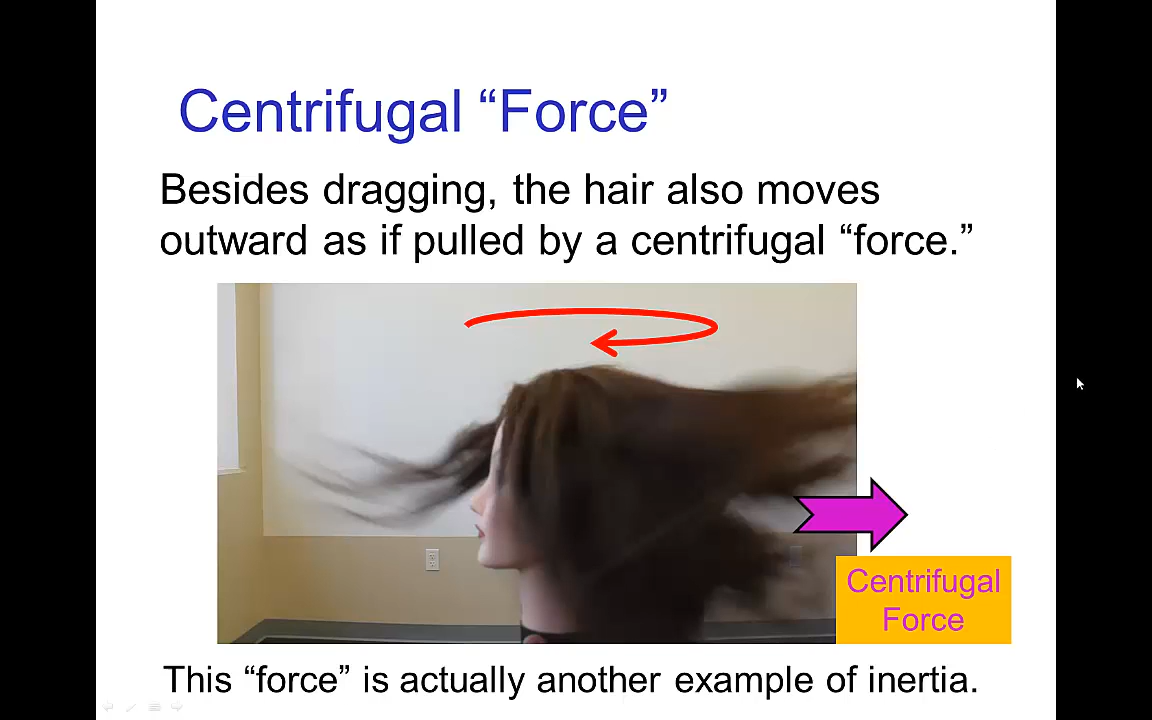 Centrifugal “Force”
Besides dragging, the hair also moves
outward as if pulled by a centrifugal “force.”
Centrifugal
Force
This “force” is actually another example of inertia.